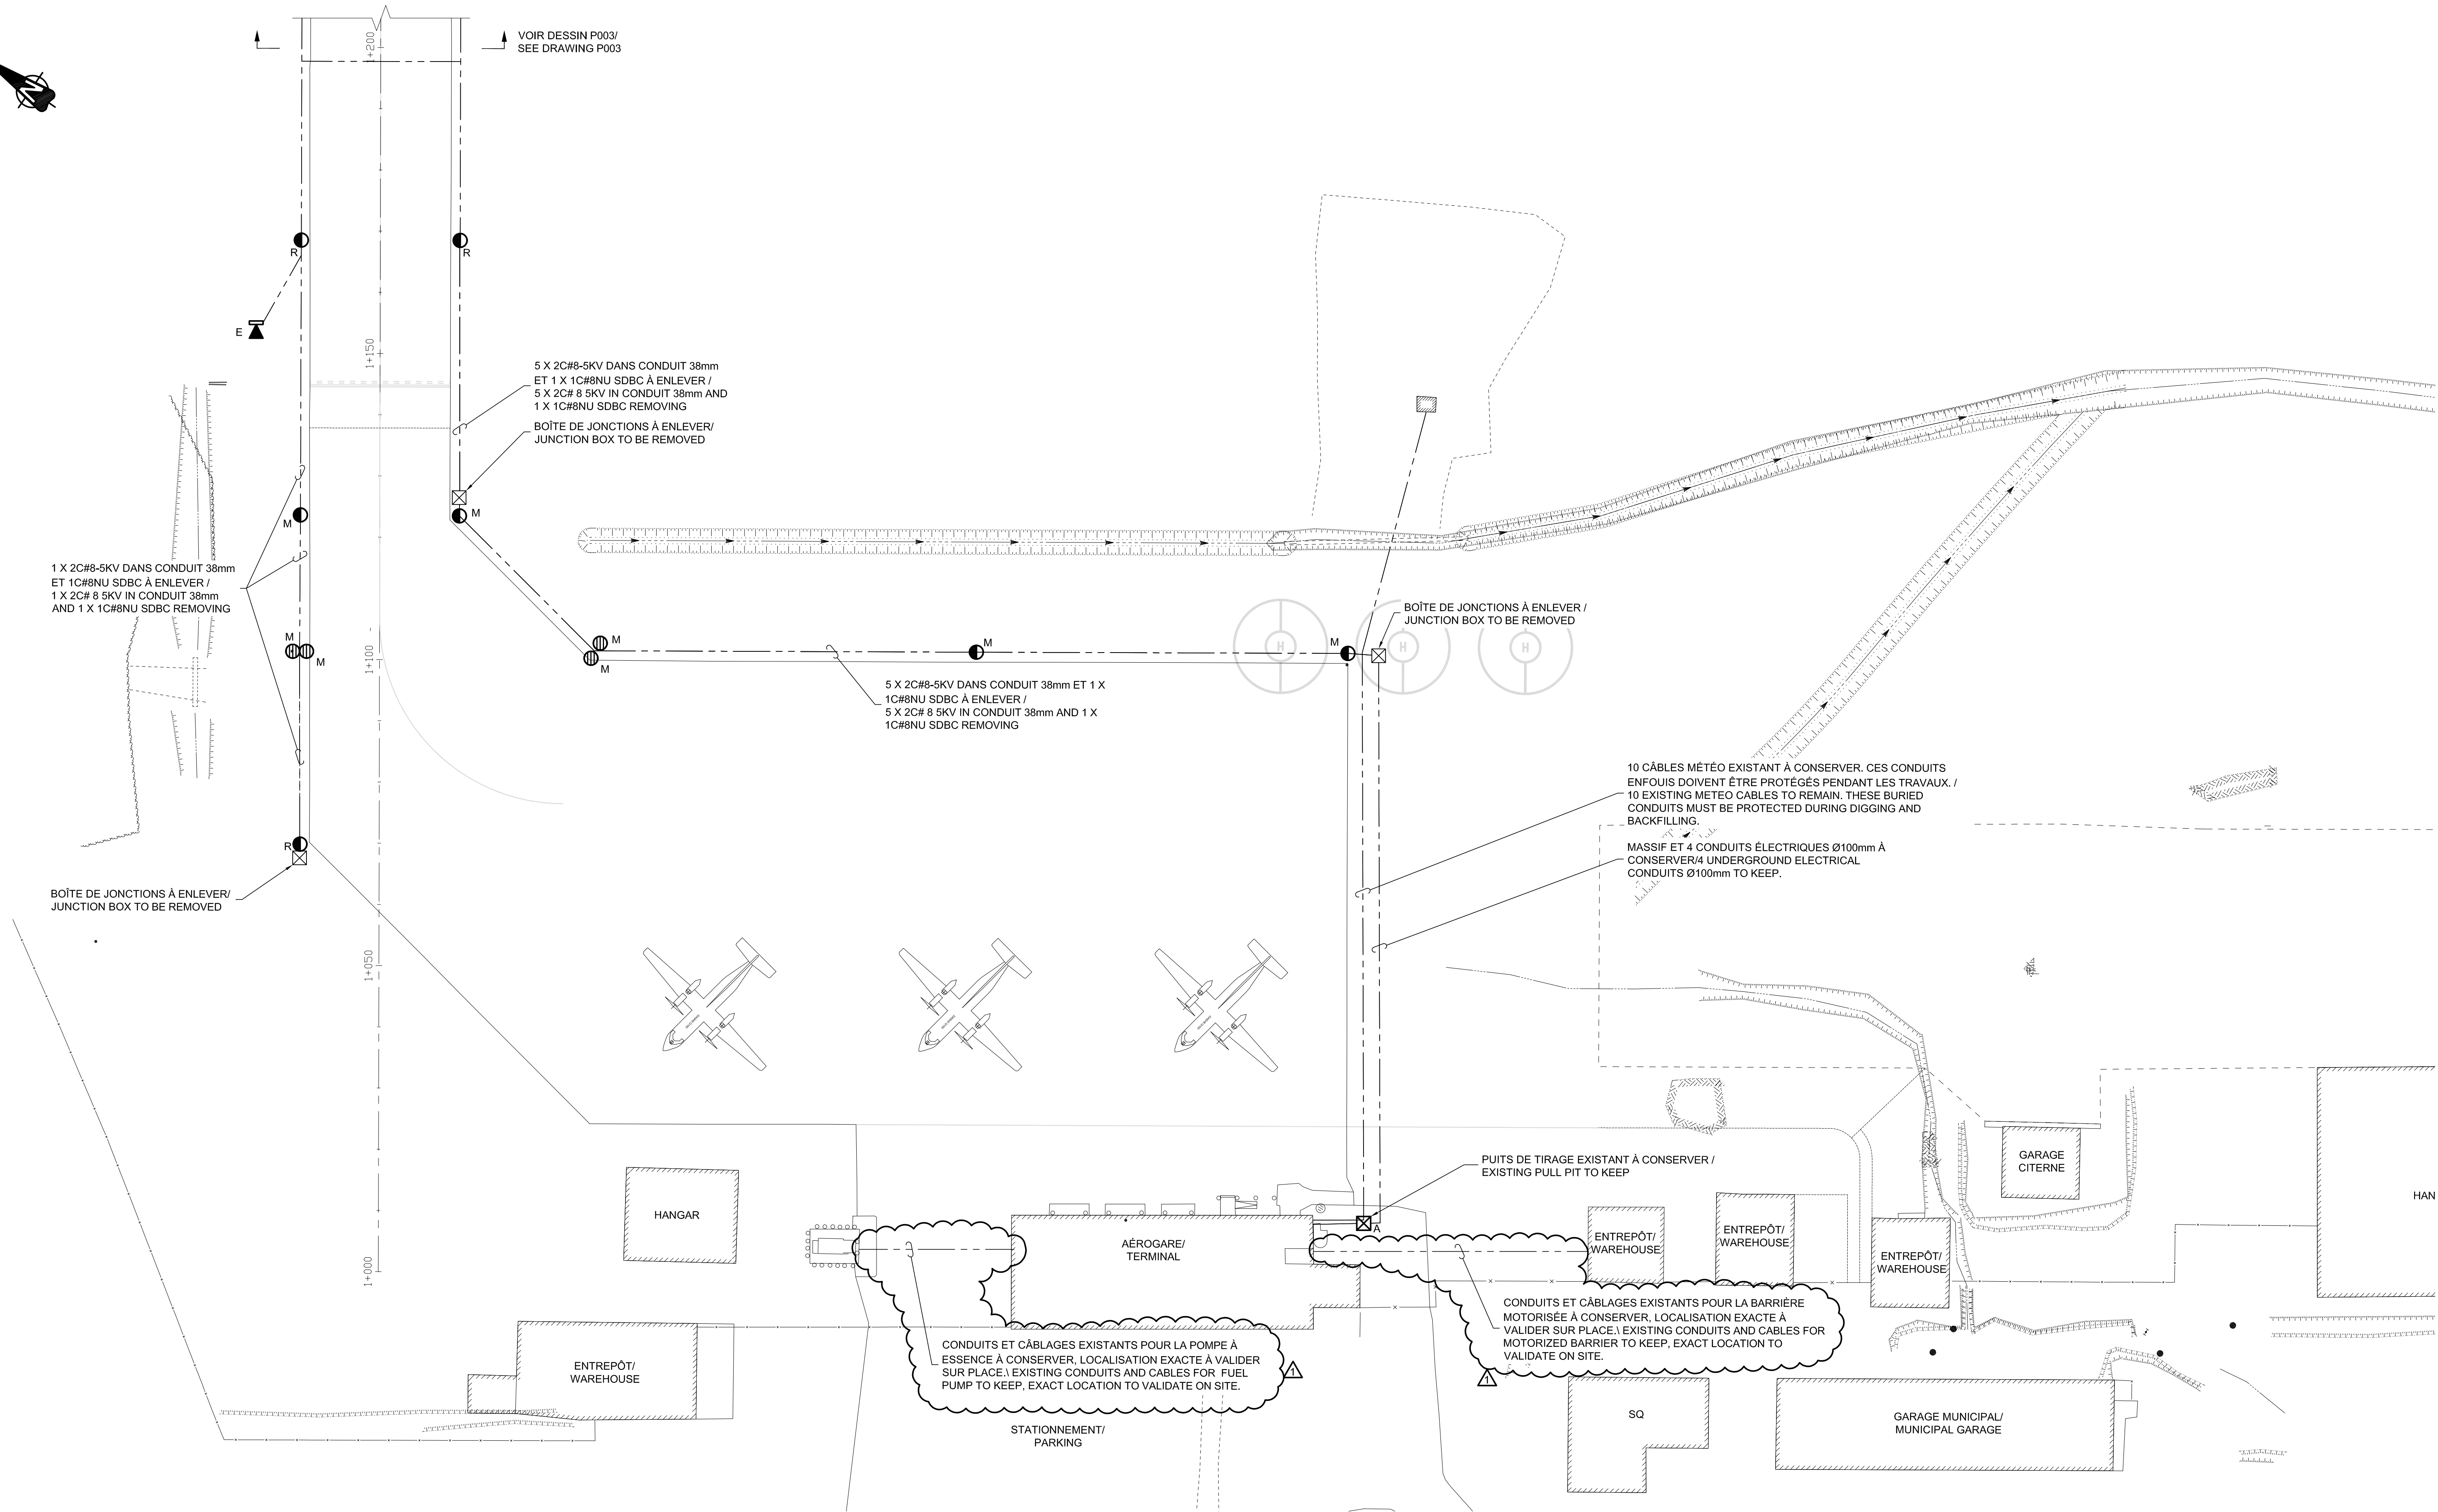 VOIR DESSIN P003/
SEE DRAWING P003
1+200
N
R
R
E
1+150
5 X 2C#8-5KV DANS CONDUIT 38mm
ET 1 X 1C#8NU SDBC À ENLEVER /
5 X 2C# 8 5KV IN CONDUIT 38mm AND
1 X 1C#8NU SDBC REMOVING
BOÎTE DE JONCTIONS À ENLEVER/
JUNCTION BOX TO BE REMOVED
M
M
1 X 2C#8-5KV DANS CONDUIT 38mm
ET 1C#8NU SDBC À ENLEVER /
1 X 2C# 8 5KV IN CONDUIT 38mm
AND 1 X 1C#8NU SDBC REMOVING
M
M
1+100
M
M
M
M
H
H
H
BOÎTE DE JONCTIONS À ENLEVER /
JUNCTION BOX TO BE REMOVED
5 X 2C#8-5KV DANS CONDUIT 38mm ET 1 X
1C#8NU SDBC À ENLEVER /
5 X 2C# 8 5KV IN CONDUIT 38mm AND 1 X
1C#8NU SDBC REMOVING
10 CÂBLES MÉTÉO EXISTANT À CONSERVER. CES CONDUITS
ENFOUIS DOIVENT ÊTRE PROTÉGÉS PENDANT LES TRAVAUX. /
10 EXISTING METEO CABLES TO REMAIN. THESE BURIED
CONDUITS MUST BE PROTECTED DURING DIGGING AND
BACKFILLING.
MASSIF ET 4 CONDUITS ÉLECTRIQUES Ø100mm À
CONSERVER/4 UNDERGROUND ELECTRICAL
CONDUITS Ø100mm TO KEEP.
R
BOÎTE DE JONCTIONS À ENLEVER/
JUNCTION BOX TO BE REMOVED
1+050
PUITS DE TIRAGE EXISTANT À CONSERVER /
EXISTING PULL PIT TO KEEP
A
GARAGE
CITERNE
HAN
HANGAR
AÉROGARE/
TERMINAL
ENTREPÔT/
WAREHOUSE
ENTREPÔT/
WAREHOUSE
ENTREPÔT/
WAREHOUSE
1+000
CONDUITS ET CÂBLAGES EXISTANTS POUR LA BARRIÈRE
MOTORISÉE À CONSERVER, LOCALISATION EXACTE À
VALIDER SUR PLACE.\ EXISTING CONDUITS AND CABLES FOR
MOTORIZED BARRIER TO KEEP, EXACT LOCATION TO
VALIDATE ON SITE.
1
CONDUITS ET CÂBLAGES EXISTANTS POUR LA POMPE À
ESSENCE À CONSERVER, LOCALISATION EXACTE À VALIDER
SUR PLACE.\ EXISTING CONDUITS AND CABLES FOR FUEL
PUMP TO KEEP, EXACT LOCATION TO VALIDATE ON SITE.
1
ENTREPÔT/
WAREHOUSE
STATIONNEMENT/
PARKING
SQ
GARAGE MUNICIPAL/
MUNICIPAL GARAGE